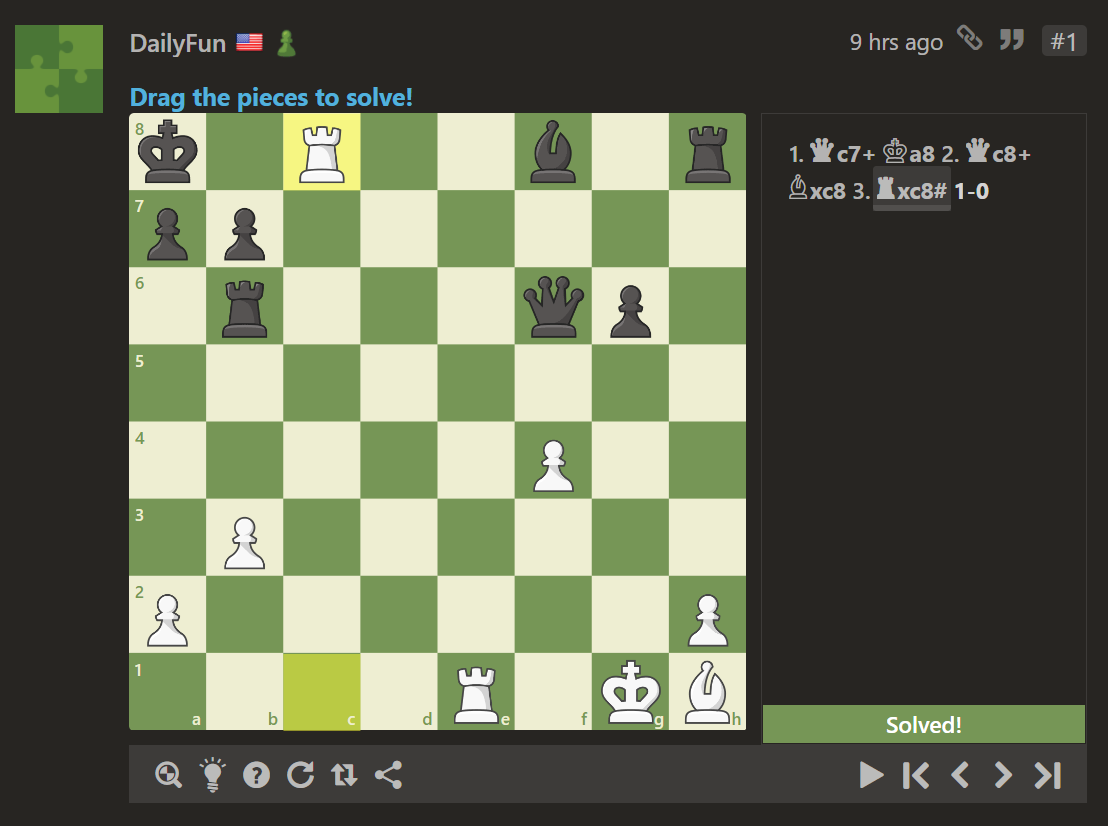 DailyFun
9 hrs ago #1
Drag the pieces to solve!
8
7
6
5
4
3
2
1
a b c d e f g h
1. ♛c7+ ♔a8 2. ♛c8+
♗xc8 3. ♜xc8# 1-0
Solved!